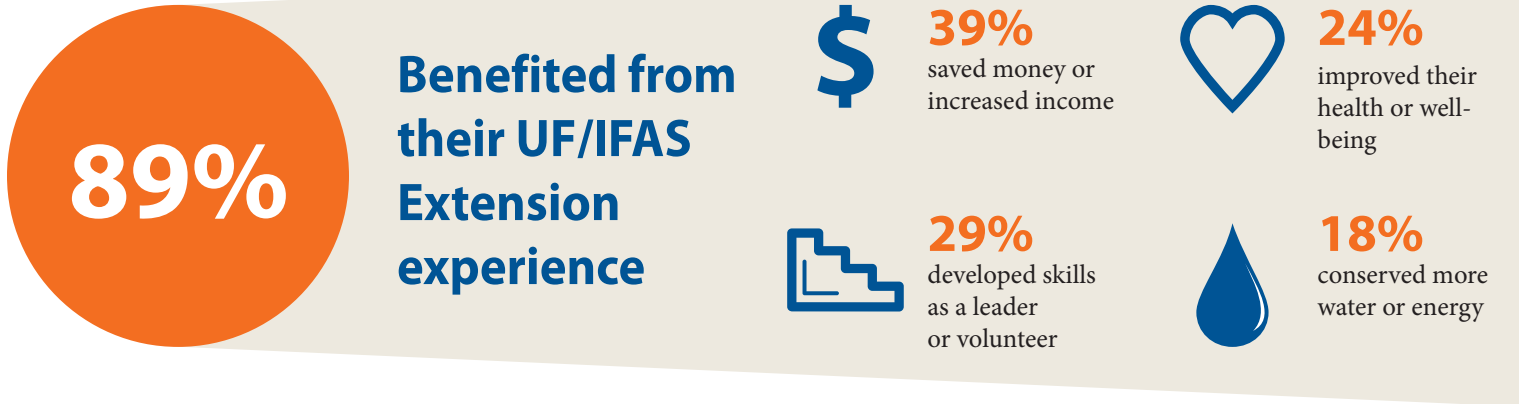 89%
Benefited from
their UF/IFAS
Extension
experience
$
39%
saved money or
increased income
24%
improved their
health or well-
being
29%
developed skills
as a leader
or volunteer
18%
conserved more
water or energy